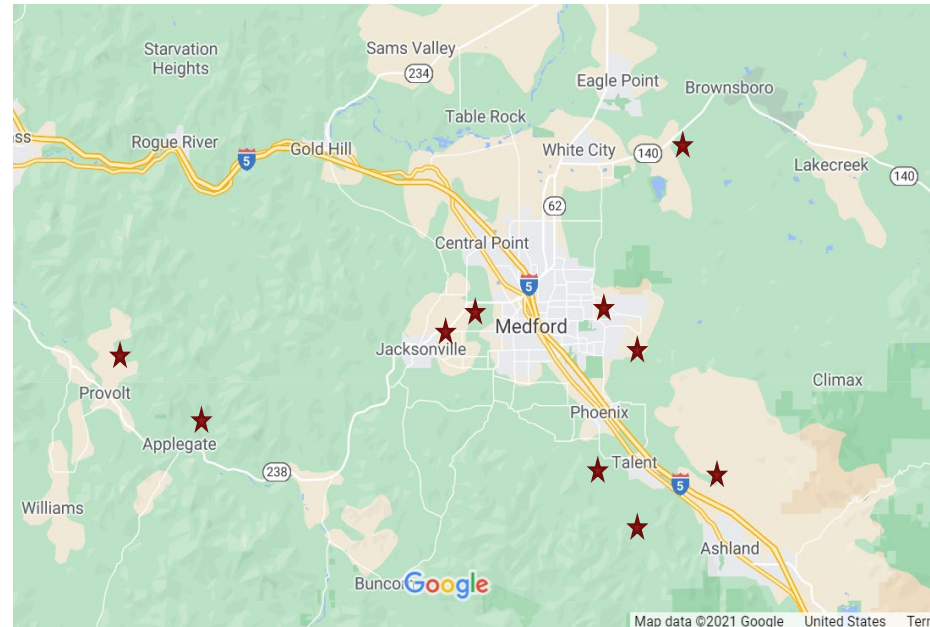 Starvation
Heights
Sams Valley
234
Eagle Point
Brownsboro
Table Rock
ss
Rogue River
5
Gold Hill
White City
140
Lakecreek
140
62
Central Point
5
Medford
Jacksonville
Provolt
Climax
Phoenix
Applegate
238
Talent
5
Williams
Ashland
Buncom
Google
Map data ©2021 Google
United States
Ter